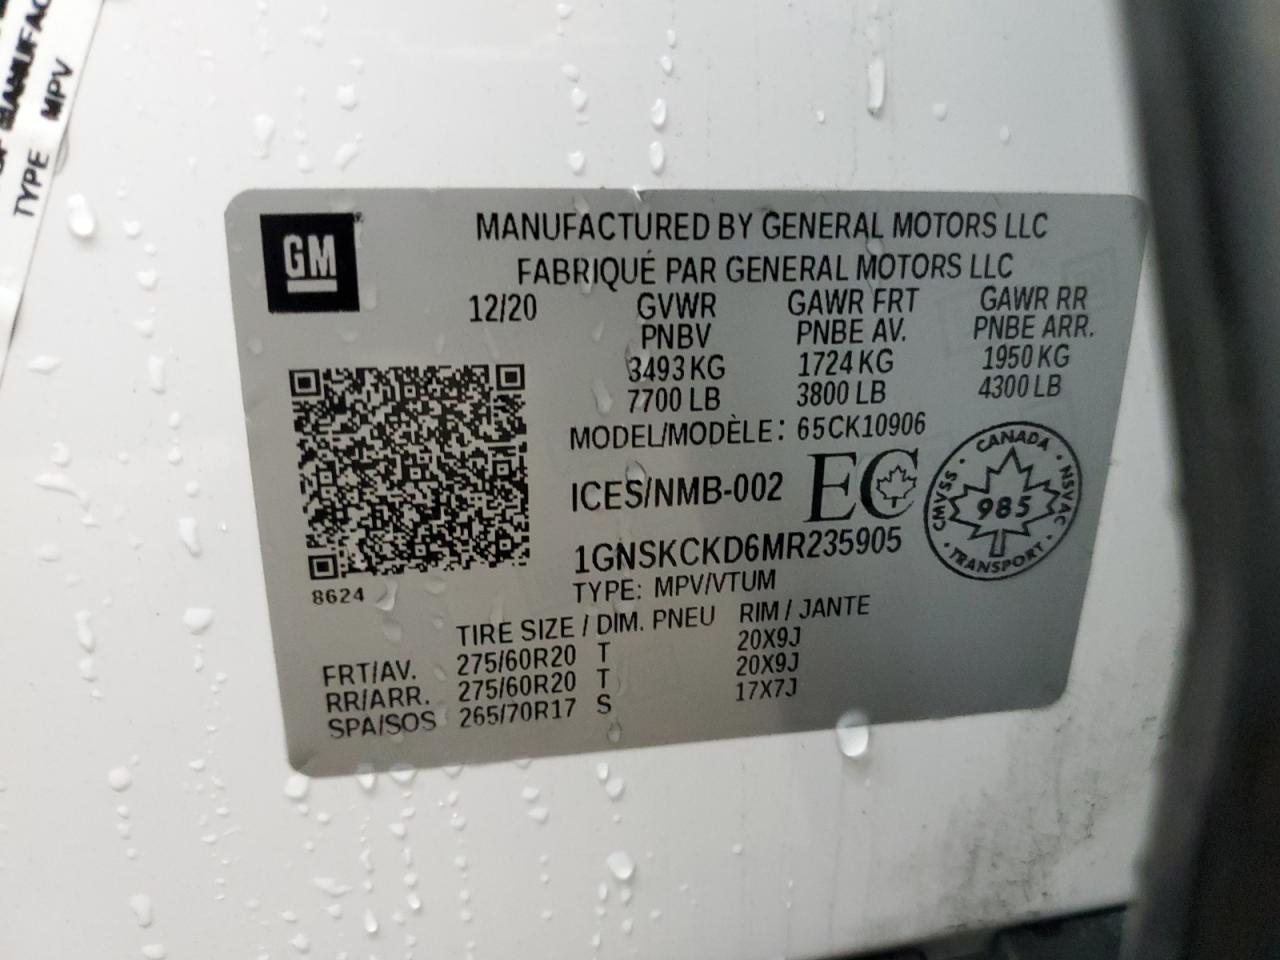 MANUFAC
TYPE MPV
GM
MANUFACTURED BY GENERAL MOTORS LLC
FABRIQUÉ PAR GENERAL MOTORS LLC
12/20 GVWR GAWR FRT GAWR RR
PNBV PNBE AV. PNBE ARR.
3493 KG 1724 KG 1950 KG
7700 LB 3800 LB 4300 LB
MODEL/MODÈLE: 65CK10906
ICES/NMB-002 EC
CANADA
CMVSS • 985 • NSVAC
• TRANSPORT •
1GNSKCKD6MR235905
8624
TYPE: MPV/VTUM
TIRE SIZE / DIM. PNEU RIM / JANTE
FRT/AV. 275/60R20 T 20X9J
RR/ARR. 275/60R20 T 20X9J
SPA/SOS 265/70R17 S 17X7J